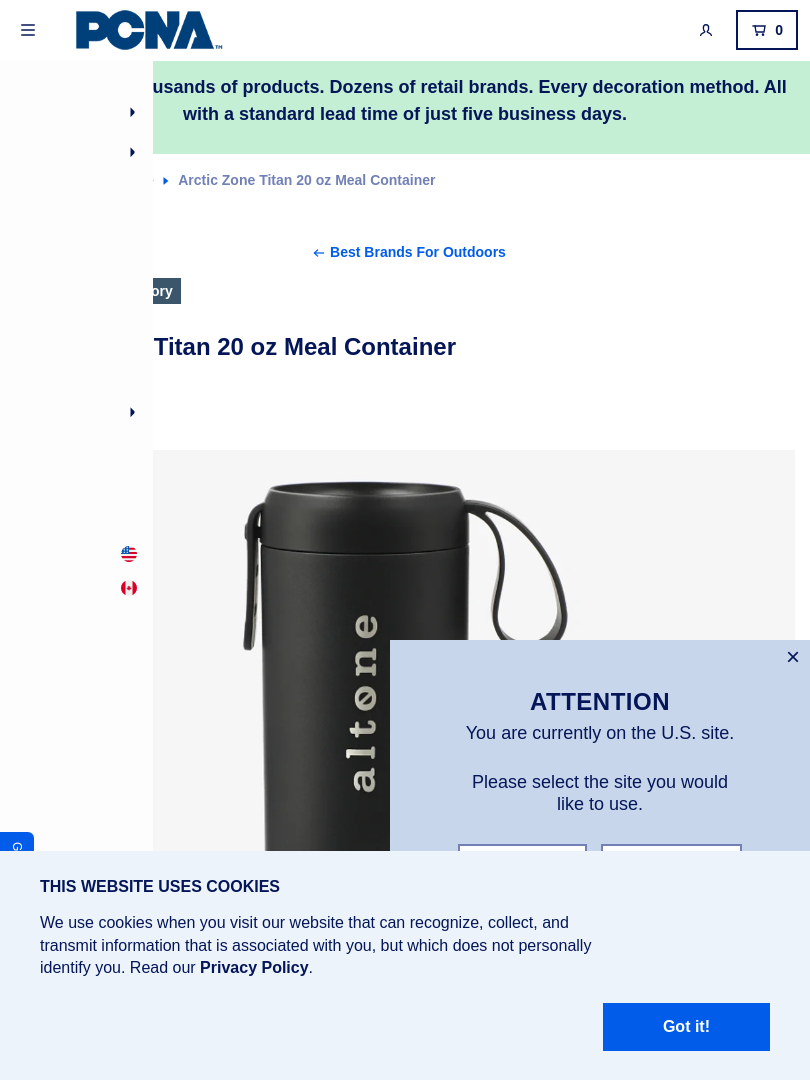 PCNA™
0
usands of products. Dozens of retail brands. Every decoration method. All
with a standard lead time of just five business days.
Arctic Zone Titan 20 oz Meal Container
← Best Brands For Outdoors
ory
Titan 20 oz Meal Container
altone
ATTENTION
You are currently on the U.S. site.
Please select the site you would
like to use.
G
THIS WEBSITE USES COOKIES
We use cookies when you visit our website that can recognize, collect, and
transmit information that is associated with you, but which does not personally
identify you. Read our Privacy Policy.
Got it!